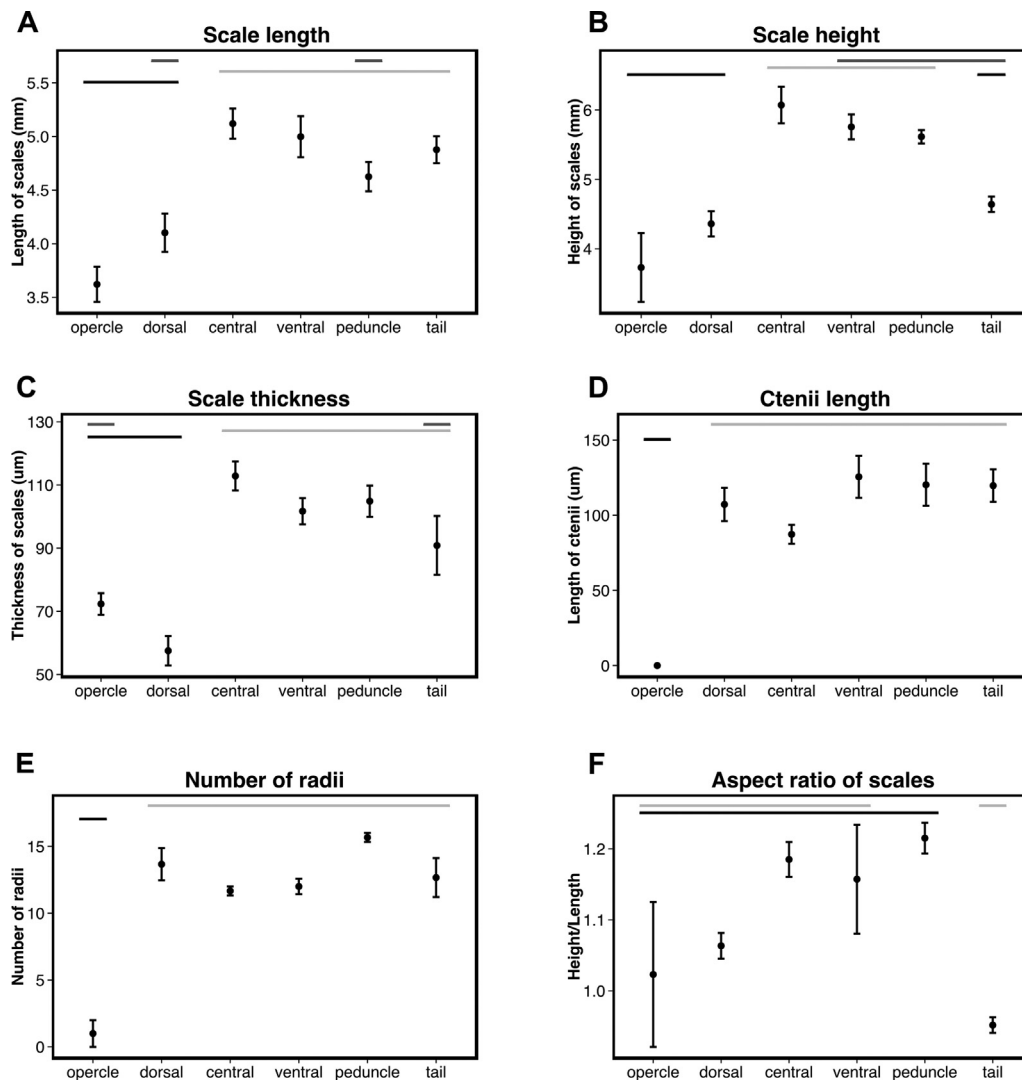 A
Scale length
Length of scales (mm)
5.5
5.0
4.5
4.0
3.5
opercle dorsal central ventral peduncle tail
B
Scale height
Height of scales (mm)
6
5
4
opercle dorsal central ventral peduncle tail
C
Scale thickness
Thickness of scales (um)
130
110
90
70
50
opercle dorsal central ventral peduncle tail
D
Ctenii length
Length of ctenii (um)
150
100
50
0
opercle dorsal central ventral peduncle tail
E
Number of radii
Number of radii
15
10
5
0
opercle dorsal central ventral peduncle tail
F
Aspect ratio of scales
Height/Length
1.2
1.1
1.0
opercle dorsal central ventral peduncle tail